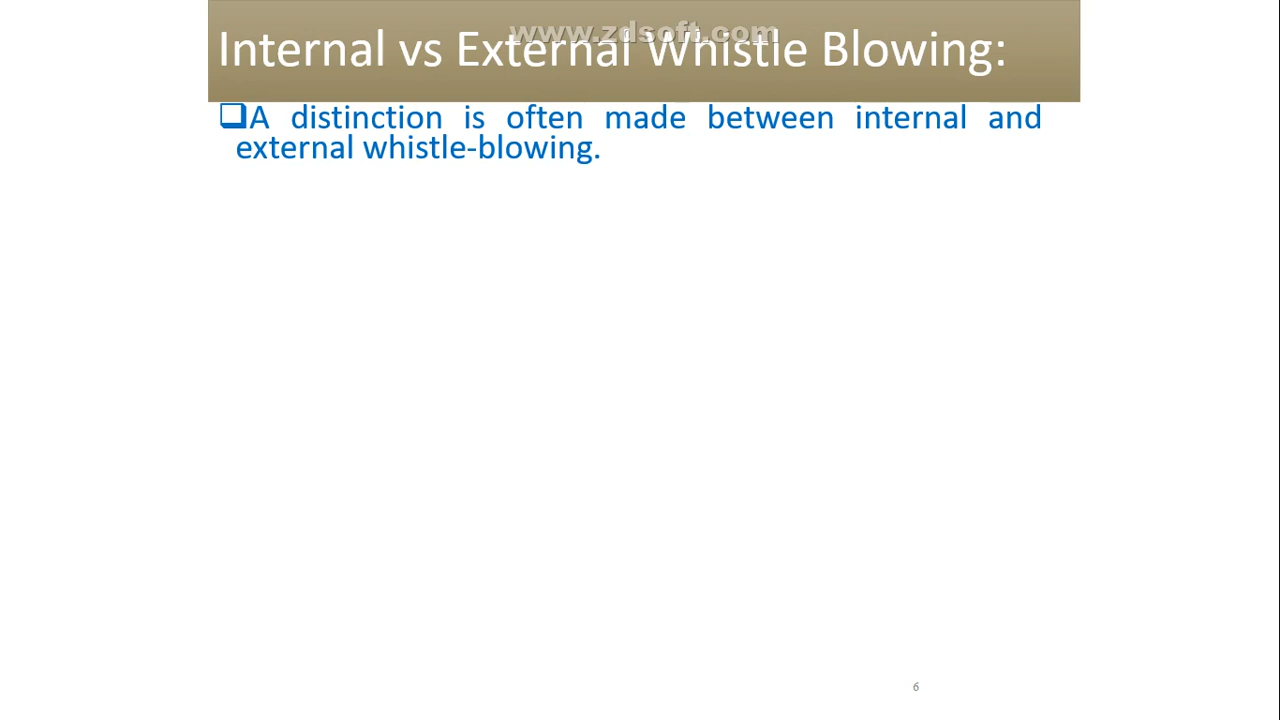 www.zdsoft.com
Internal vs External Whistle Blowing:
❑A distinction is often made between internal and
external whistle-blowing.
6